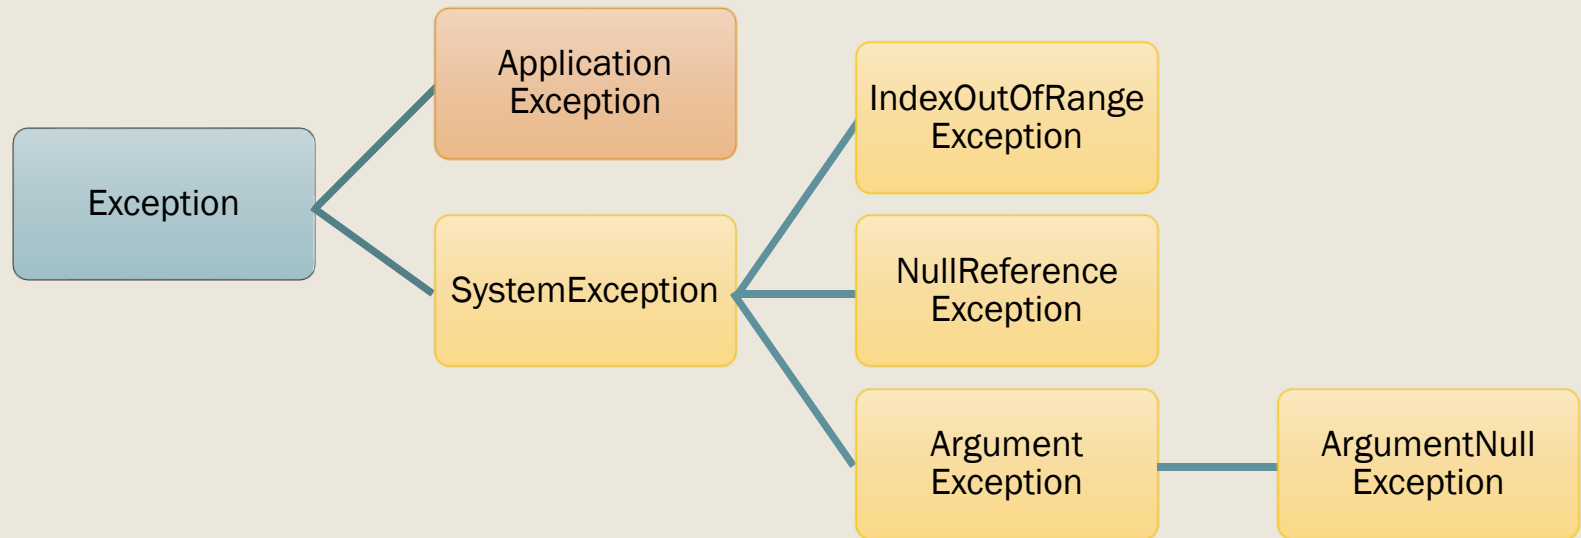 Exception
Application
Exception
SystemException
IndexOutOfRange
Exception
NullReference
Exception
Argument
Exception
ArgumentNull
Exception